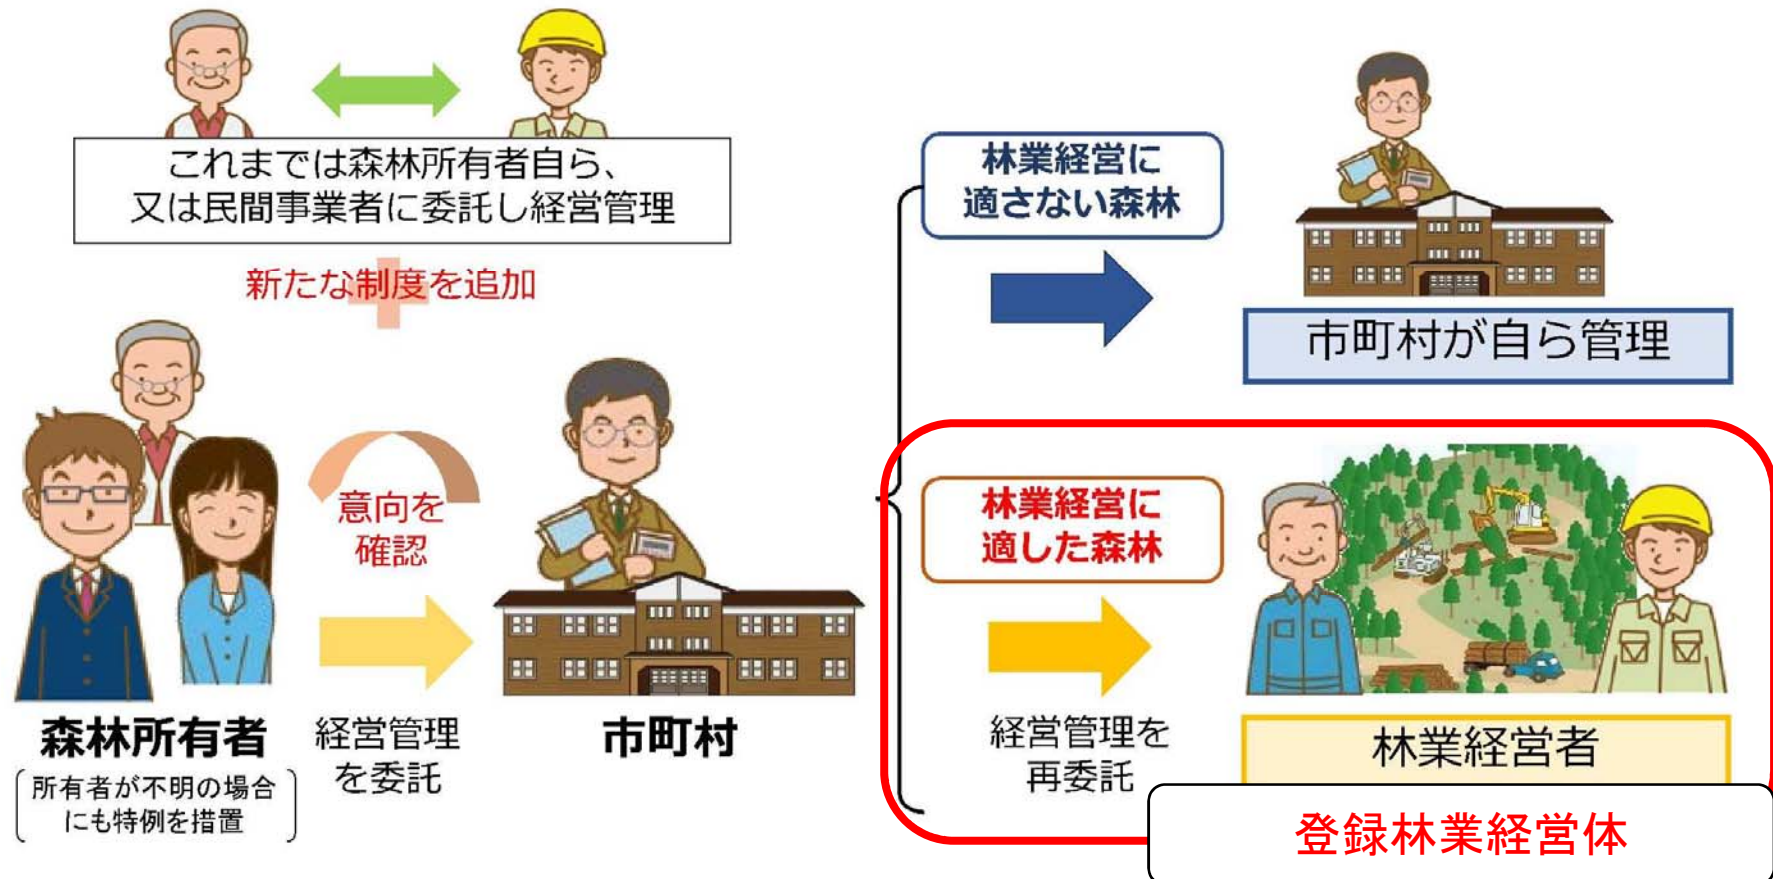 これまでは森林所有者自ら、
又は民間事業者に委託し経営管理
新たな制度を追加
意向を
確認
森林所有者
所有者が不明の場合
にも特例を措置
経営管理
を委託
市町村
林業経営に
適さない森林
市町村が自ら管理
林業経営に
適した森林
経営管理を
再委託
林業経営者
登録林業経営体